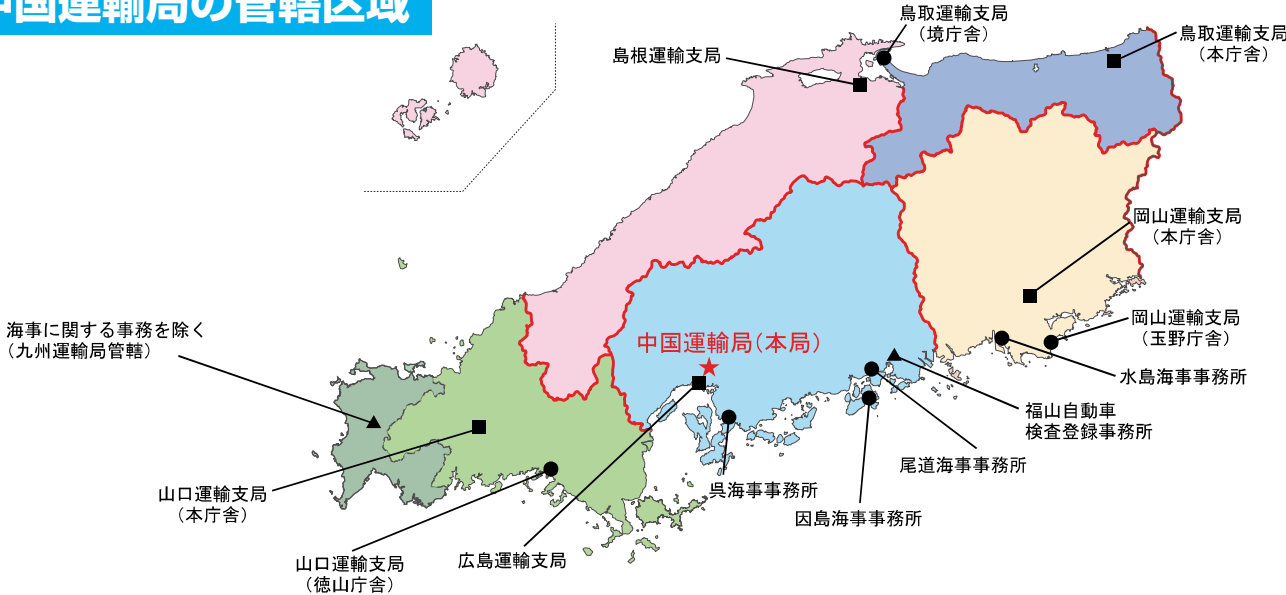 中国運輸局の管轄区域
鳥取運輸支局
（境庁舎）
鳥取運輸支局
（本庁舎）
島根運輸支局
岡山運輸支局
（本庁舎）
海事に関する事務を除く
（九州運輸局管轄）
中国運輸局（本局）
岡山運輸支局
（玉野庁舎）
水島海事事務所
福山自動車
検査登録事務所
尾道海事事務所
山口運輸支局
（本庁舎）
呉海事事務所
因島海事事務所
山口運輸支局
（徳山庁舎）
広島運輸支局